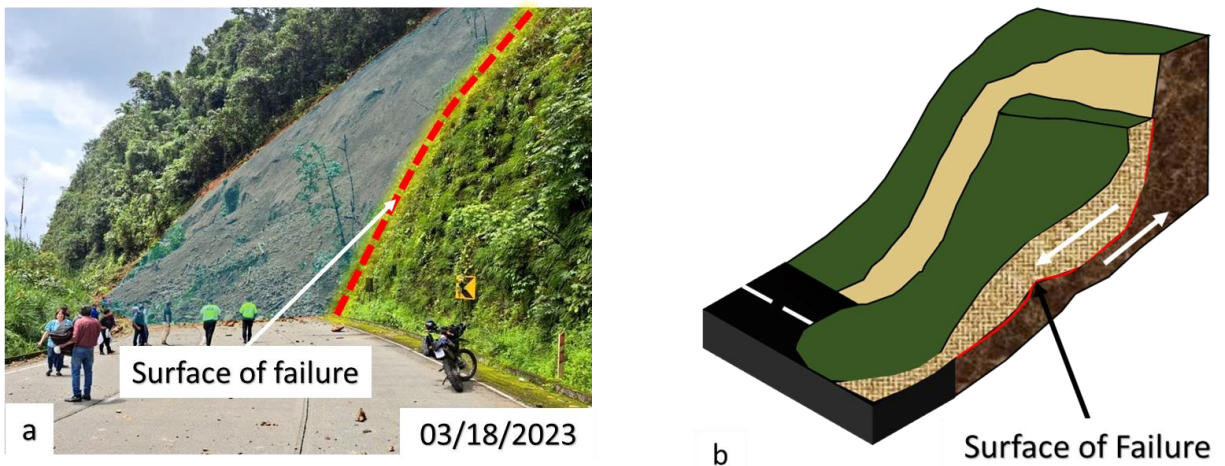 Surface of failure
a
03/18/2023
b
Surface of Failure